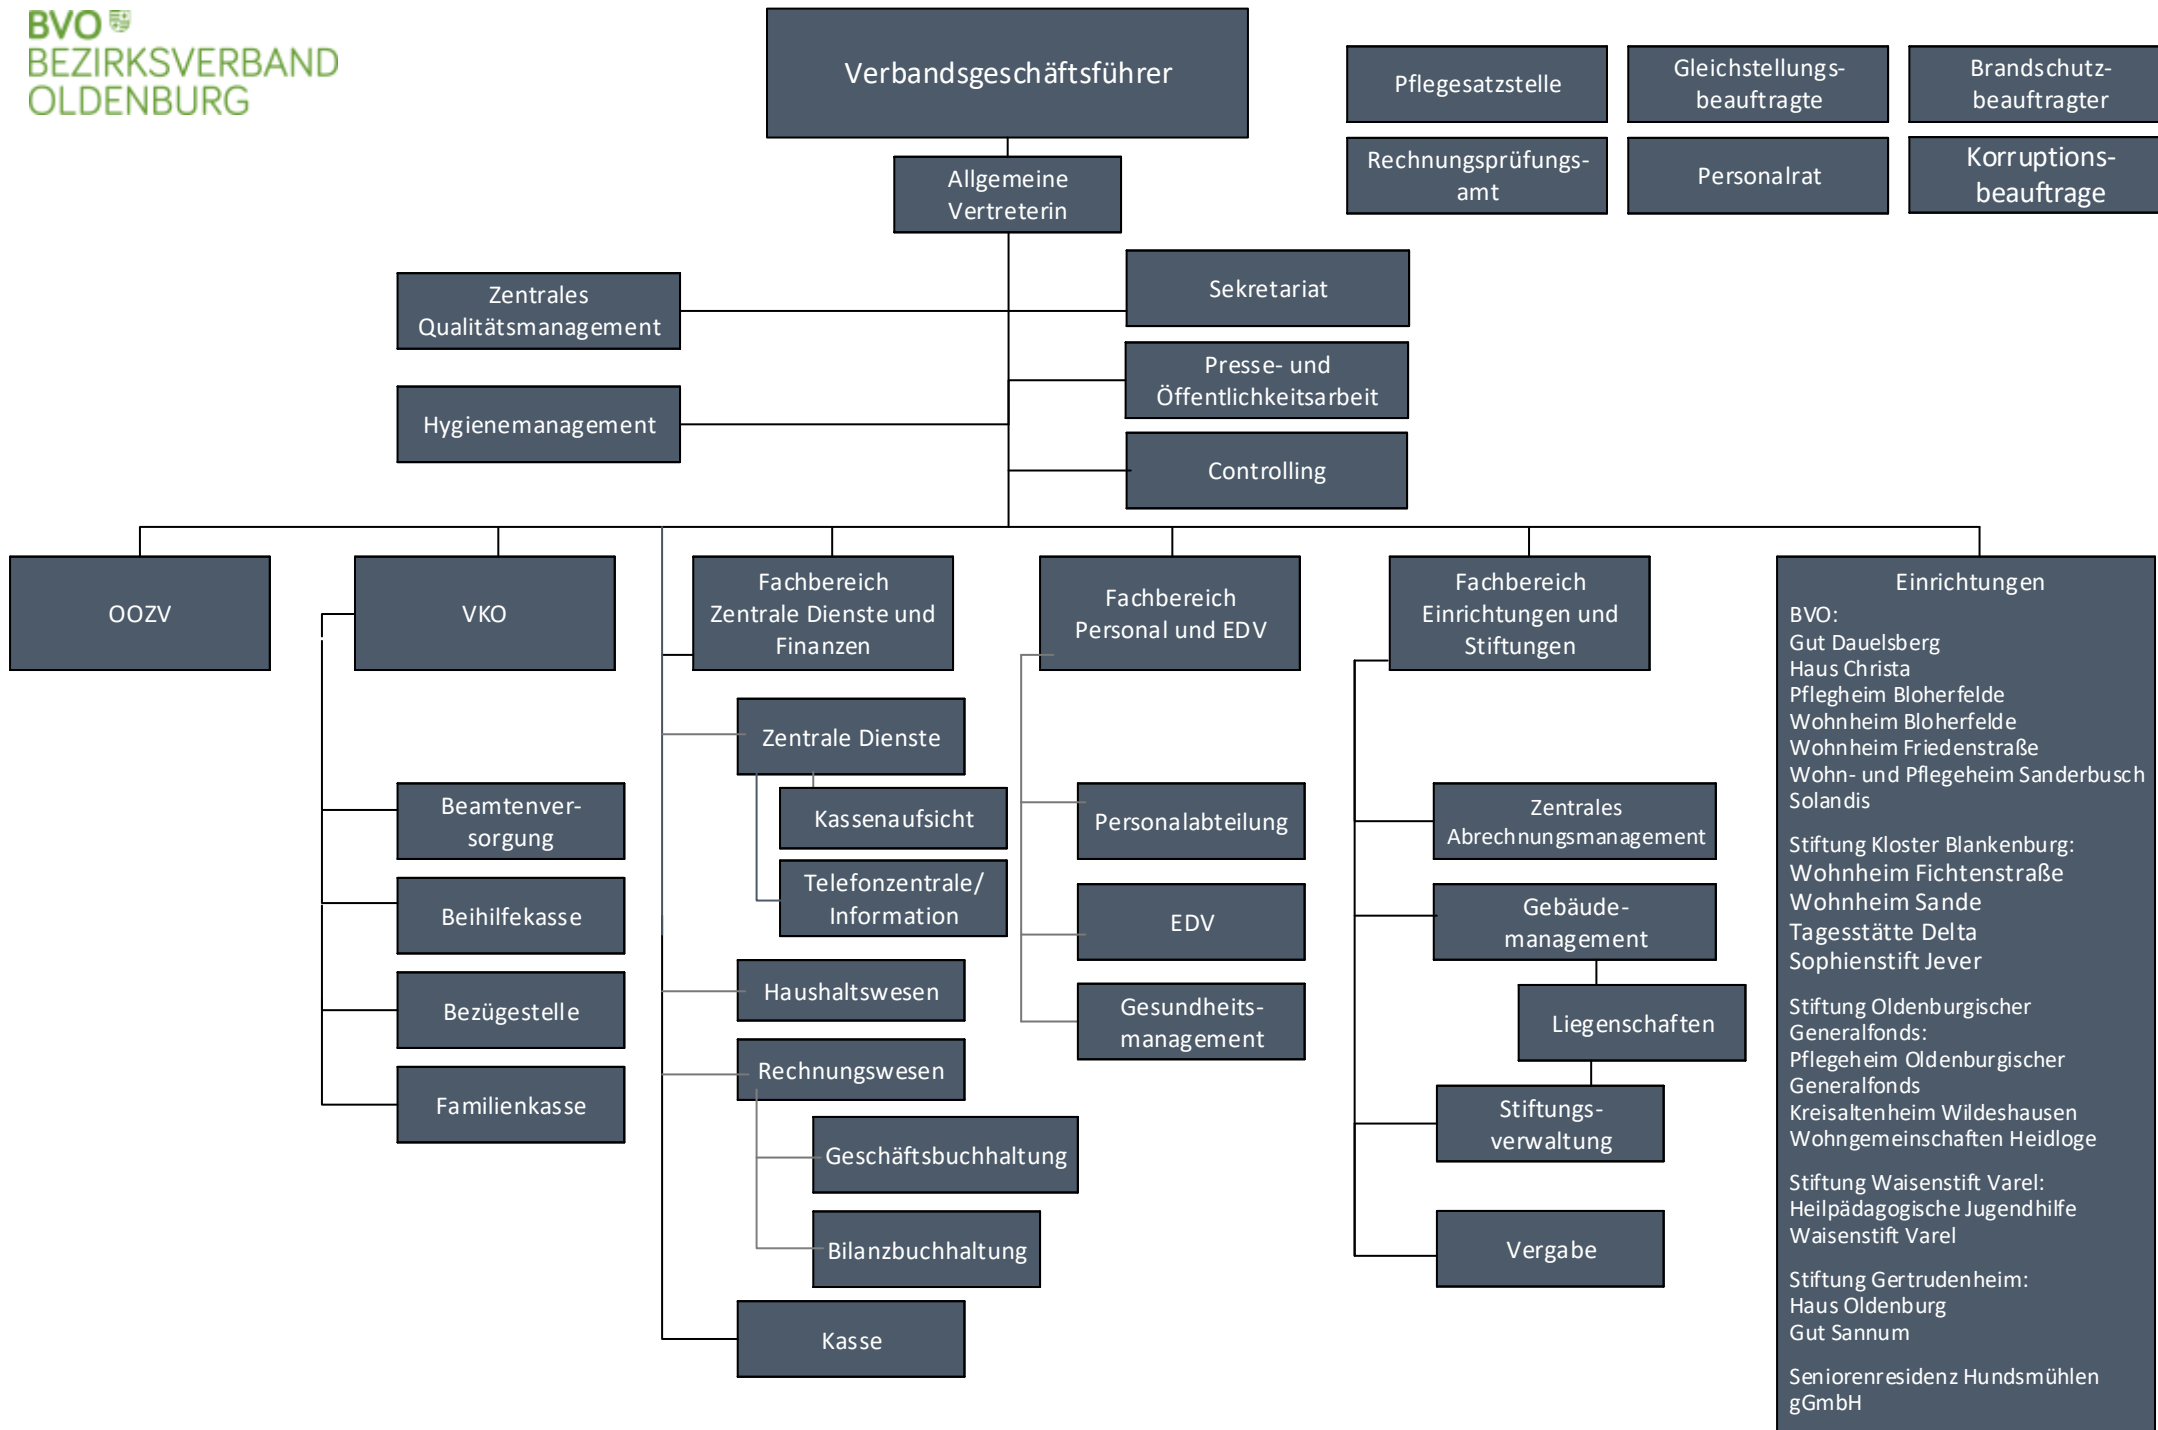 BVO
BEZIRKSVERBAND
OLDENBURG
Verbandsgeschäftsführer
Pflegesatzstelle
Gleichstellungs-
beauftragte
Brandschutz-
beauftragter
Rechnungsprüfungs-
amt
Personalrat
Korruptions-
beauftrage
Allgemeine
Vertreterin
Zentrales
Qualitätsmanagement
Sekretariat
Presse- und
Öffentlichkeitsarbeit
Hygienemanagement
Controlling
OOZV
VKO
Beamtenver-
sorgung
Beihilfekasse
Bezügestelle
Familienkasse
Fachbereich
Zentrale Dienste und
Finanzen
Zentrale Dienste
Kassenaufsicht
Telefonzentrale/
Information
Haushaltswesen
Rechnungswesen
Geschäftsbuchhaltung
Bilanzbuchhaltung
Kasse
Fachbereich
Personal und EDV
Personalabteilung
EDV
Gesundheits-
management
Fachbereich
Einrichtungen und
Stiftungen
Zentrales
Abrechnungsmanagement
Gebäude-
management
Liegenschaften
Stiftungs-
verwaltung
Vergabe
Einrichtungen
BVO:
Gut Dauelsberg
Haus Christa
Pflegheim Bloherfelde
Wohnheim Bloherfelde
Wohnheim Friedenstraße
Wohn- und Pflegeheim Sanderbusch
Solandis
Stiftung Kloster Blankenburg:
Wohnheim Fichtenstraße
Wohnheim Sande
Tagesstätte Delta
Sophienstift Jever
Stiftung Oldenburgischer
Generalfonds:
Pflegeheim Oldenburgischer
Generalfonds
Kreisaltenheim Wildeshausen
Wohngemeinschaften Heidloge
Stiftung Waisenstift Varel:
Heilpädagogische Jugendhilfe
Waisenstift Varel
Stiftung Gertrudenheim:
Haus Oldenburg
Gut Sannum
Seniorenresidenz Hundsmühlen
gGmbH